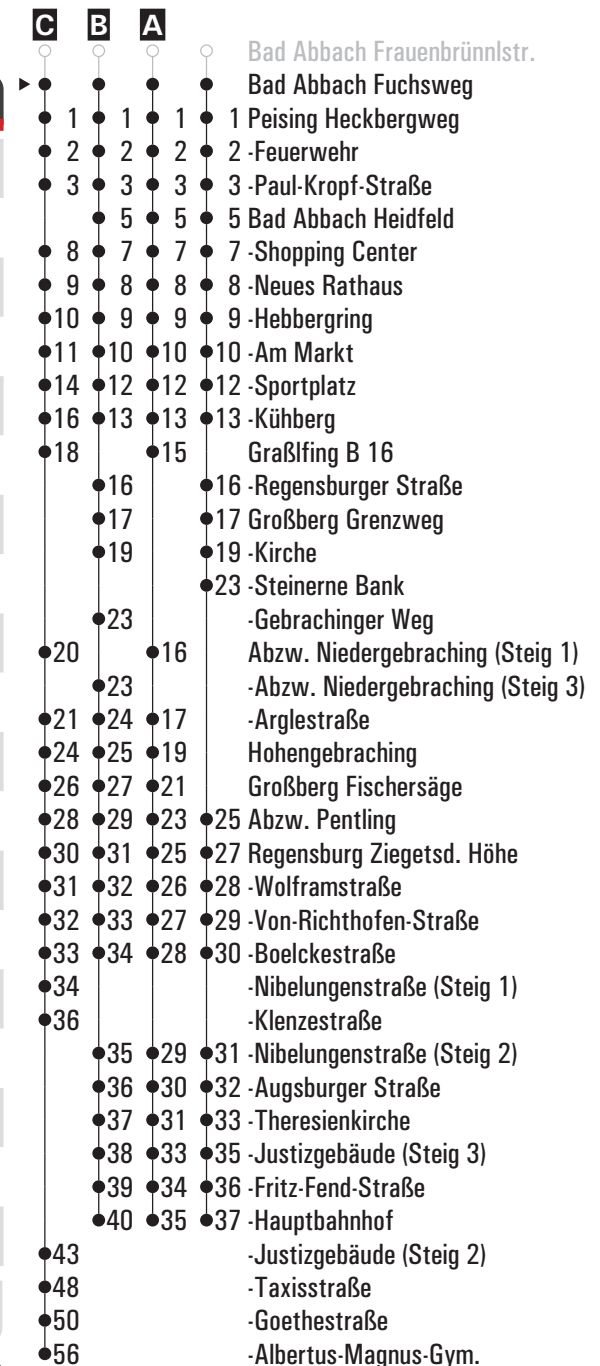 C B A
Bad Abbach Frauenbrünnlstr.
Bad Abbach Fuchsweg
1 1 1 1 Peising Heckbergweg
2 2 2 2 -Feuerwehr
3 3 3 3 -Paul-Kropf-Straße
5 5 5 Bad Abbach Heidfeld
8 7 7 7 -Shopping Center
9 8 8 8 -Neues Rathaus
10 9 9 9 -Hebbergring
11 10 10 10 -Am Markt
14 12 12 12 -Sportplatz
16 13 13 13 -Kühberg
18 15 Graßlfing B 16
16 16 -Regensburger Straße
17 17 Großberg Grenzweg
19 19 -Kirche
23 -Steinerne Bank
23 -Gebrachinger Weg
20 16 Abzw. Niedergebraching (Steig 1)
23 -Abzw. Niedergebraching (Steig 3)
21 24 17 -Arglestraße
24 25 19 Hohengebraching
26 27 21 Großberg Fischersäge
28 29 23 25 Abzw. Pentling
30 31 25 27 Regensburg Ziegetsd. Höhe
31 32 26 28 -Wolframstraße
32 33 27 29 -Von-Richthofen-Straße
33 34 28 30 -Boelckestraße
34 -Nibelungenstraße (Steig 1)
36 -Klenzestraße
35 29 31 -Nibelungenstraße (Steig 2)
36 30 32 -Augsburger Straße
37 31 33 -Theresienkirche
38 33 35 -Justizgebäude (Steig 3)
39 34 36 -Fritz-Fend-Straße
40 35 37 -Hauptbahnhof
43 -Justizgebäude (Steig 2)
48 -Taxisstraße
50 -Goethestraße
56 -Albertus-Magnus-Gym.